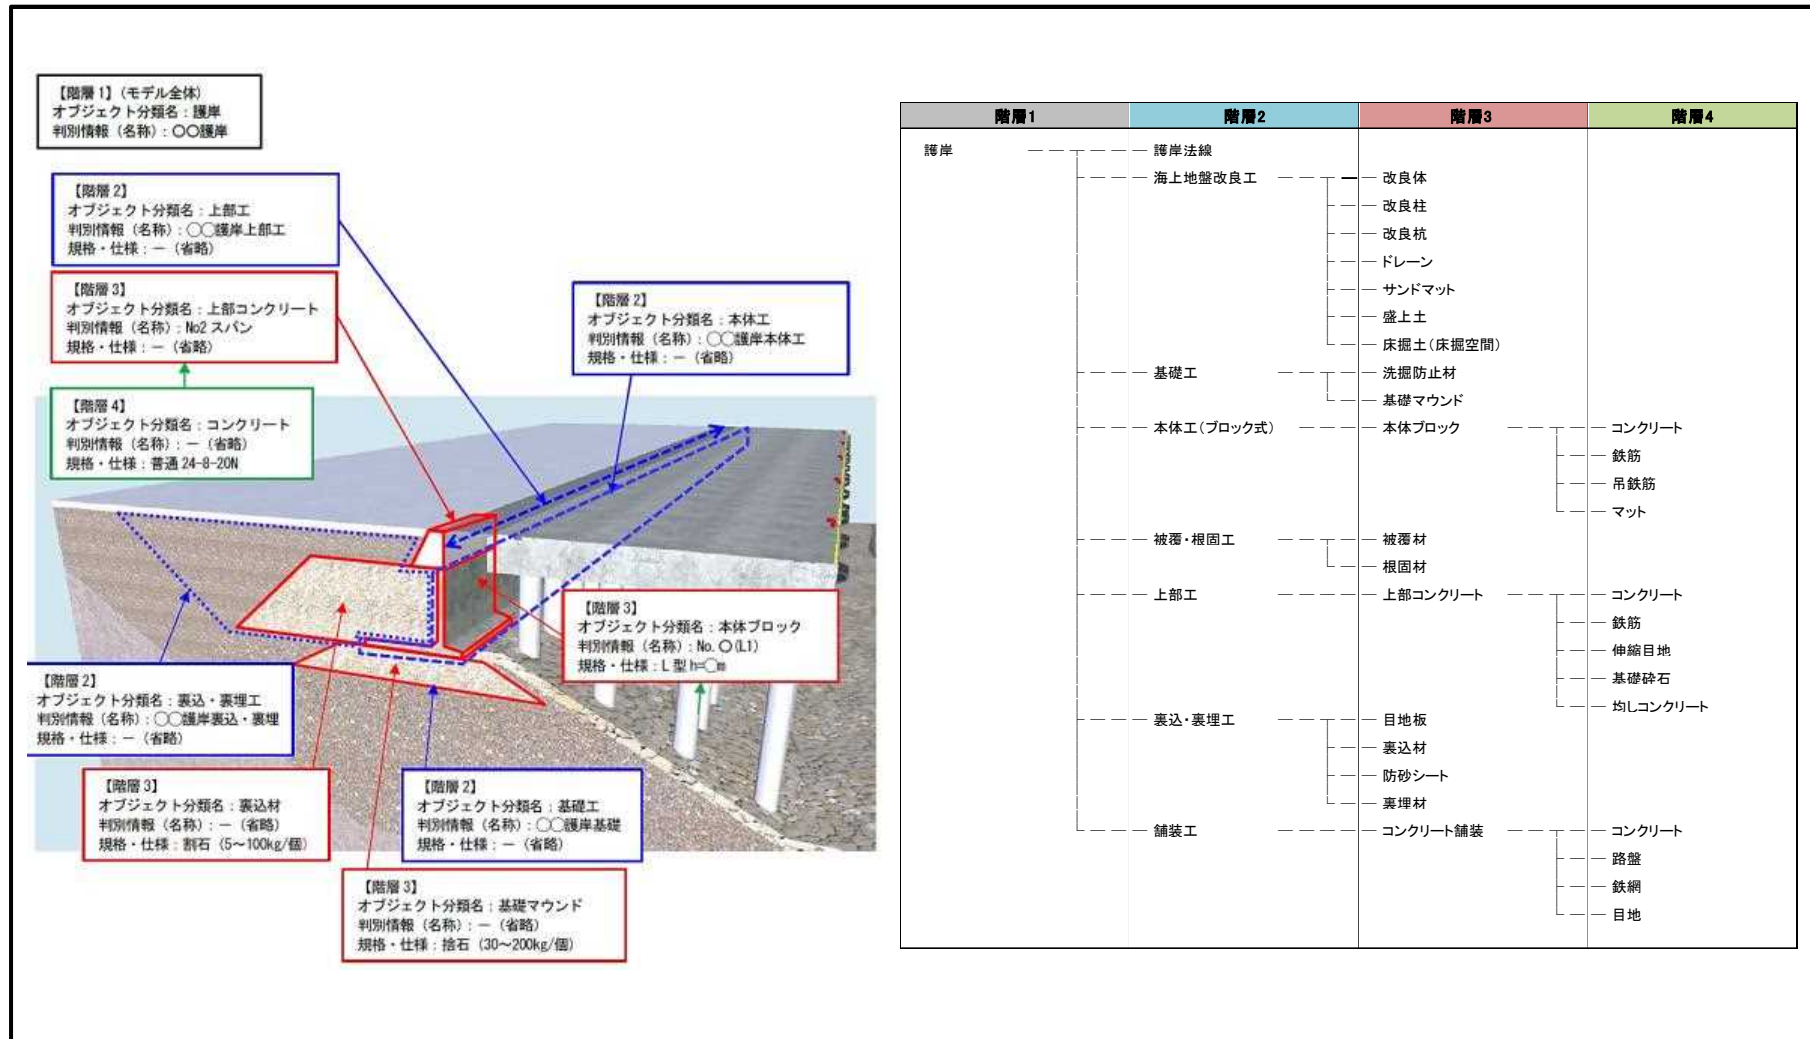 【階層1】(モデル全体)
オブジェクト分類名：護岸
判別情報（名称）：〇〇護岸
【階層2】
オブジェクト分類名：上部工
判別情報（名称）：〇〇護岸上部工
規格・仕様：－（省略）
【階層3】
オブジェクト分類名：上部コンクリート
判別情報（名称）：No2 スパン
規格・仕様：－（省略）
【階層4】
オブジェクト分類名：コンクリート
判別情報（名称）：－（省略）
規格・仕様：普通 24-8-20N
【階層2】
オブジェクト分類名：本体工
判別情報（名称）：〇〇護岸本体工
規格・仕様：－（省略）
【階層3】
オブジェクト分類名：本体ブロック
判別情報（名称）：No.〇(L1)
規格・仕様：L型 h=〇m
【階層2】
オブジェクト分類名：裏込・裏埋工
判別情報（名称）：〇〇護岸裏込・裏埋
規格・仕様：－（省略）
【階層3】
オブジェクト分類名：裏込材
判別情報（名称）：－（省略）
規格・仕様：割石（5～100kg/個）
【階層2】
オブジェクト分類名：基礎工
判別情報（名称）：〇〇護岸基礎
規格・仕様：－（省略）
【階層3】
オブジェクト分類名：基礎マウンド
判別情報（名称）：－（省略）
規格・仕様：捨石（30～200kg/個）
階層1 階層2 階層3 階層4
護岸 護岸法線
海上地盤改良工 改良体
改良柱
改良杭
ドレーン
サンドマット
盛上土
床掘土(床掘空間)
基礎工 洗掘防止材
基礎マウンド
本体工(ブロック式) 本体ブロック コンクリート
鉄筋
吊鉄筋
マット
被覆・根固工 被覆材
根固材
上部工 上部コンクリート コンクリート
鉄筋
伸縮目地
基礎砕石
均しコンクリート
裏込・裏埋工 目地板
裏込材
防砂シート
裏埋材
舗装工 コンクリート舗装 コンクリート
路盤
鉄網
目地